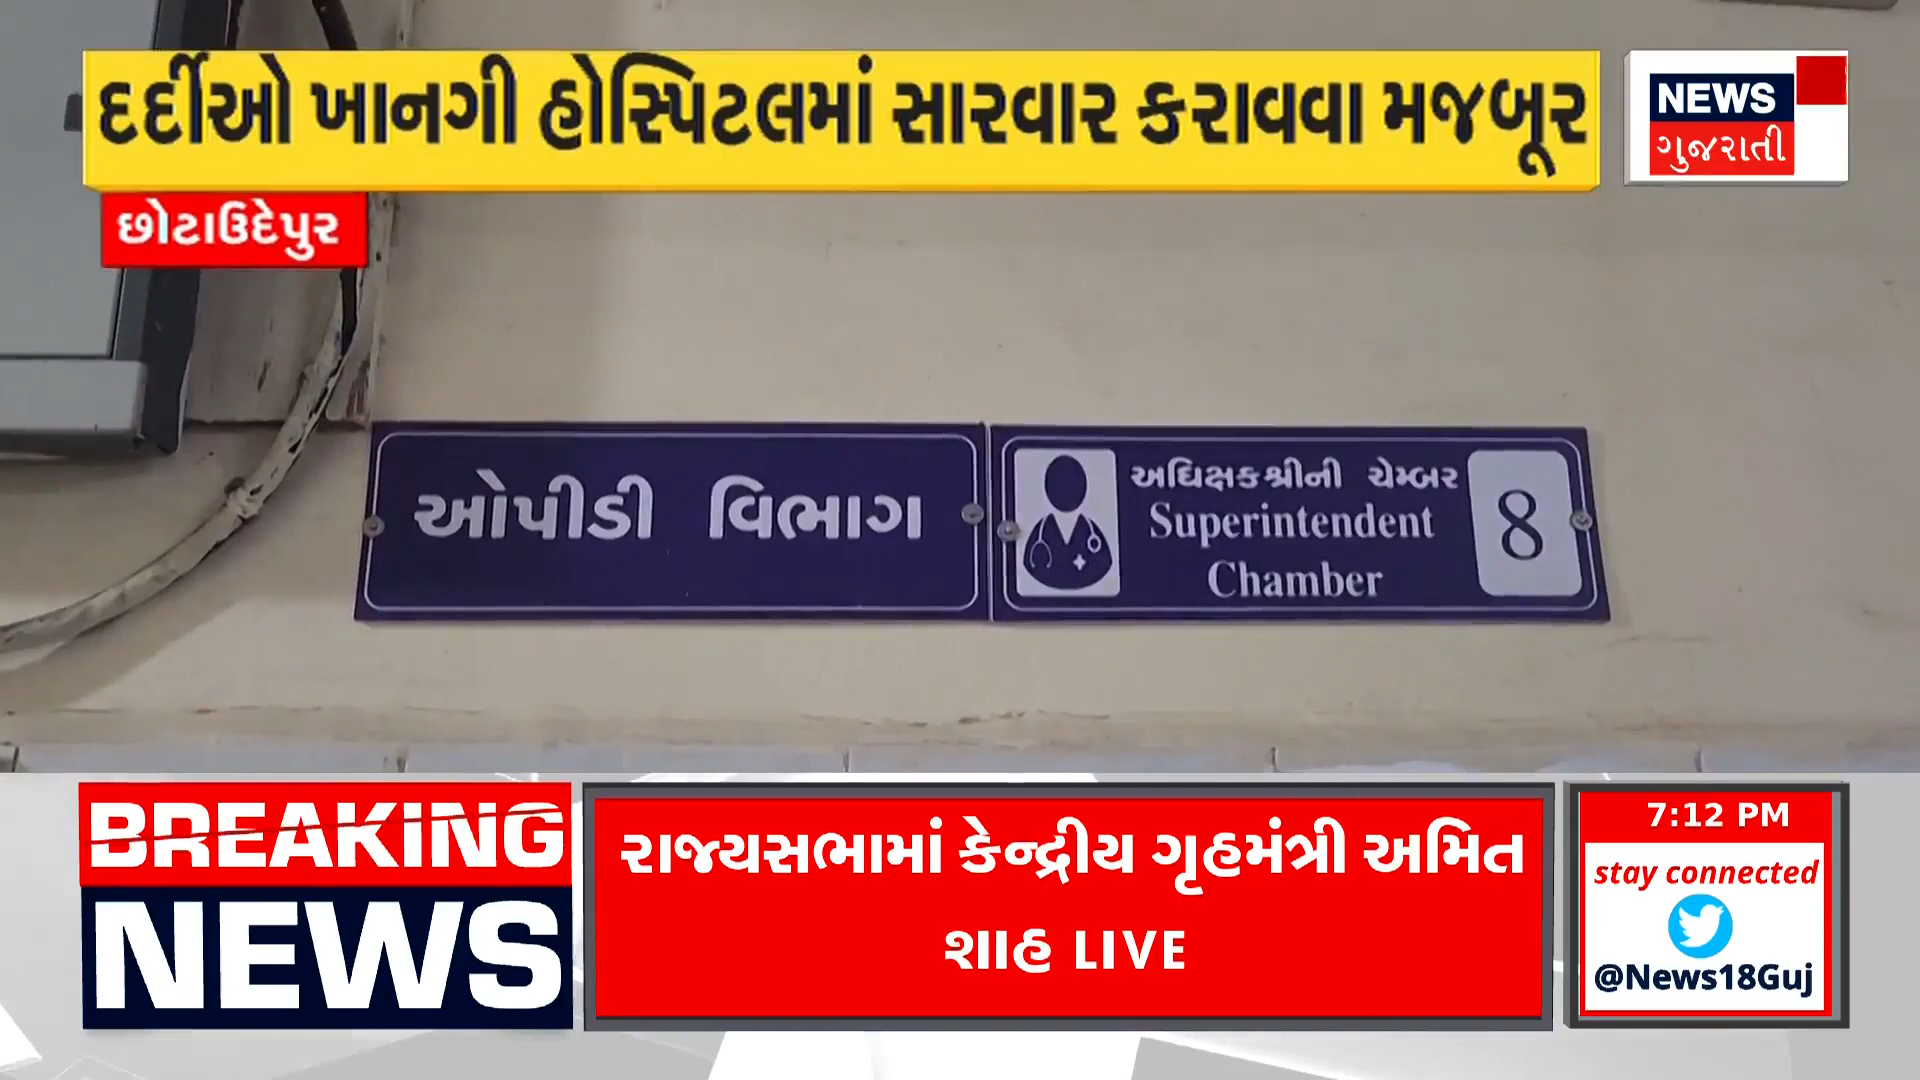 દર્દીઓ ખાનગી હોસ્પિટલમાં સારવાર કરાવવા મજબૂર
NEWS
ગુજરાતી
છોટાઉદેપુર
ઓપીડી વિભાગ
અધિક્ષકશ્રીની ચેમ્બર
Superintendent
Chamber
8
BREAKING
NEWS
રાજ્યસભામાં કેન્દ્રીય ગૃહમંત્રી અમિત
શાહ LIVE
7:12 PM
stay connected
@News18Guj